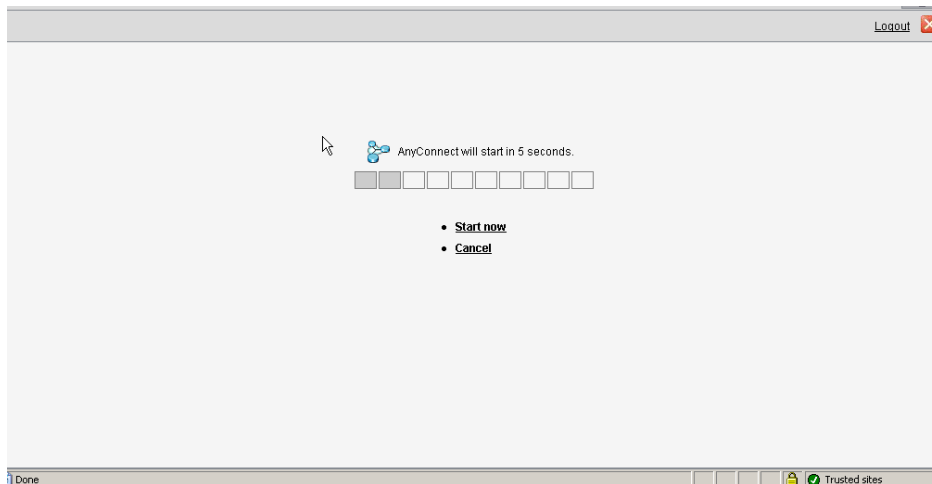 Logout
AnyConnect will start in 5 seconds.
Start now
Cancel
Done
Trusted sites